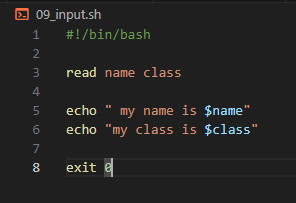 09_input.sh
1 #!/bin/bash
2
3 read name class
4
5 echo " my name is $name"
6 echo "my class is $class"
7
8 exit 0